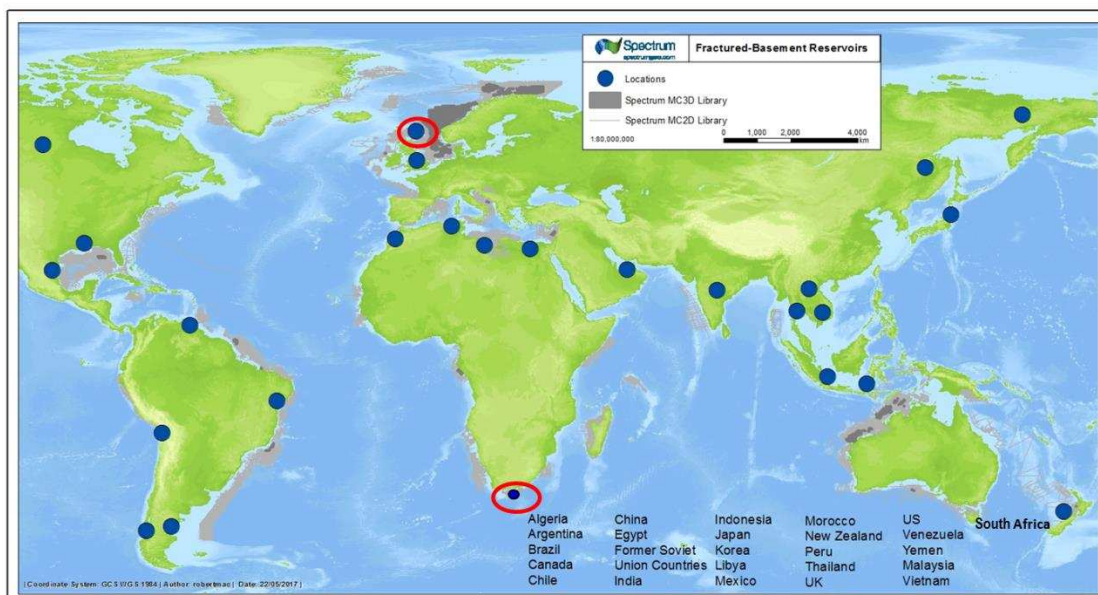 Spectrum
spectrumgeo.com
Fractured-Basement Reservoirs
Locations
Spectrum MC3D Library
Spectrum MC2D Library
1:80,000,000
0 1,000 2,000 4,000
km
South Africa
Algeria China Indonesia Morocco US
Argentina Egypt Japan New Zealand Venezuela
Brazil Former Soviet Korea Peru Yemen
Canada Union Countries Libya Thailand Malaysia
Chile India Mexico UK Vietnam
| Coordinate System: GCS WGS 1984 | Author: robertmac | Date: 22/05/2017 |